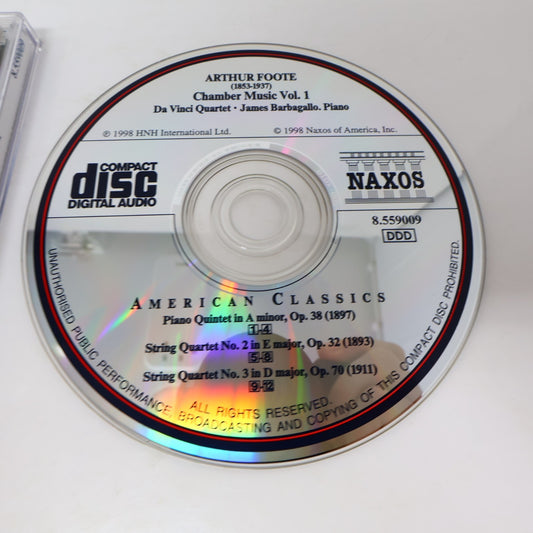 ARTHUR FOOTE
(1853-1937)
Chamber Music Vol. 1
Da Vinci Quartet · James Barbagallo. Piano
℗ 1998 HNH International Ltd.
© 1998 Naxos of America, Inc.
COMPACT
disc
DIGITAL AUDIO
NAXOS
8.559009
DDD
AMERICAN CLASSICS
Piano Quintet in A minor, Op. 38 (1897)
1-4
String Quartet No. 2 in E major, Op. 32 (1893)
5-8
String Quartet No. 3 in D major, Op. 70 (1911)
9-12
ALL RIGHTS RESERVED.
UNAUTHORISED PUBLIC PERFORMANCE, BROADCASTING AND COPYING OF THIS COMPACT DISC PROHIBITED.